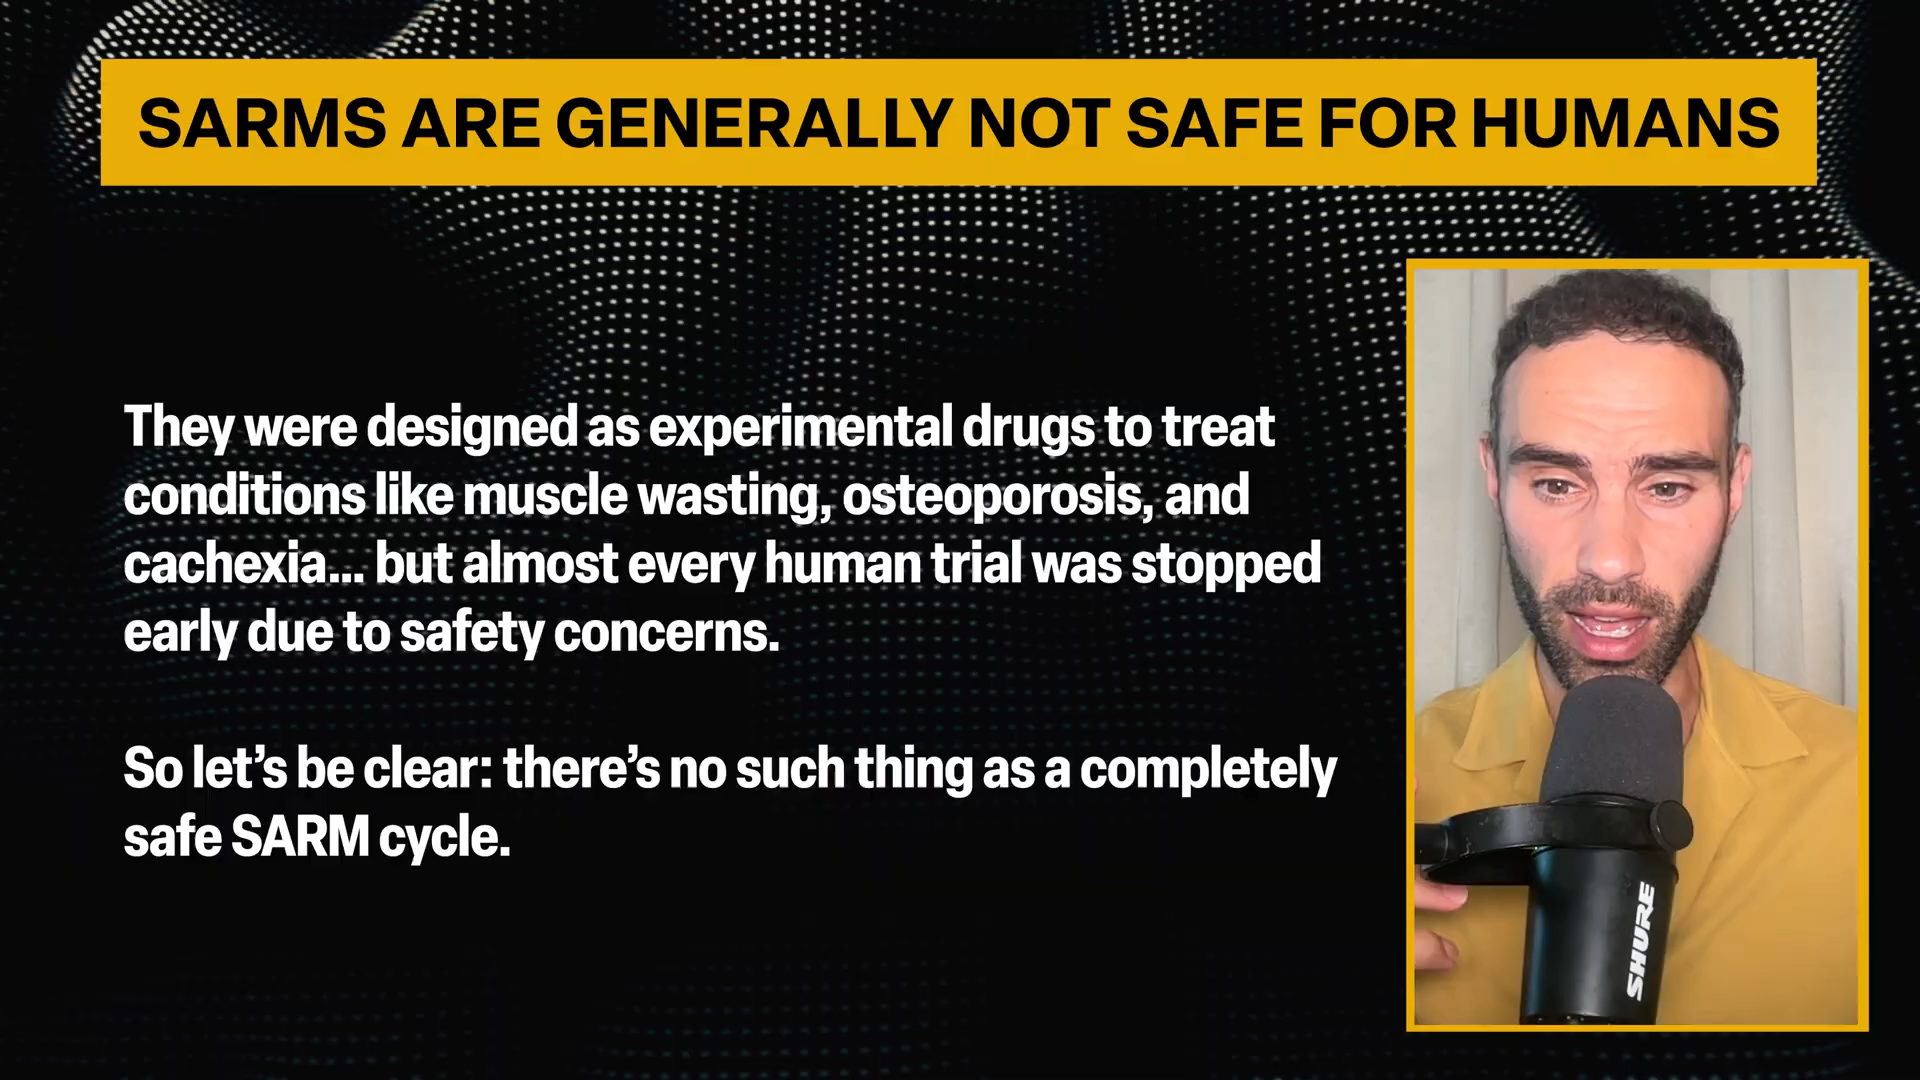 SARMS ARE GENERALLY NOT SAFE FOR HUMANS
They were designed as experimental drugs to treat
conditions like muscle wasting, osteoporosis, and
cachexia... but almost every human trial was stopped
early due to safety concerns.
So let’s be clear: there’s no such thing as a completely
safe SARM cycle.
SHURE